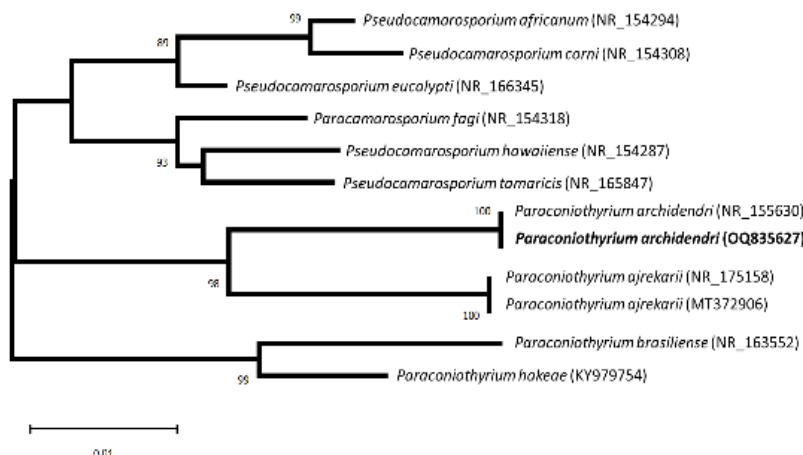 99
Pseudocamarosporium africanum (NR_154294)
89
Pseudocamarosporium corni (NR_154308)
Pseudocamarosporium eucalypti (NR_166345)
Paracamarosporium fagi (NR_154318)
93
Pseudocamarosporium hawaiiense (NR_154287)
Pseudocamarosporium tamaricis (NR_165847)
100
Paraconiothyrium archidendri (NR_155630)
Paraconiothyrium archidendri (OQ835627)
98
Paraconiothyrium ajrekarii (NR_175158)
Paraconiothyrium ajrekarii (MT372906)
100
Paraconiothyrium brasiliense (NR_163552)
99
Paraconiothyrium hakeae (KY979754)
0.01